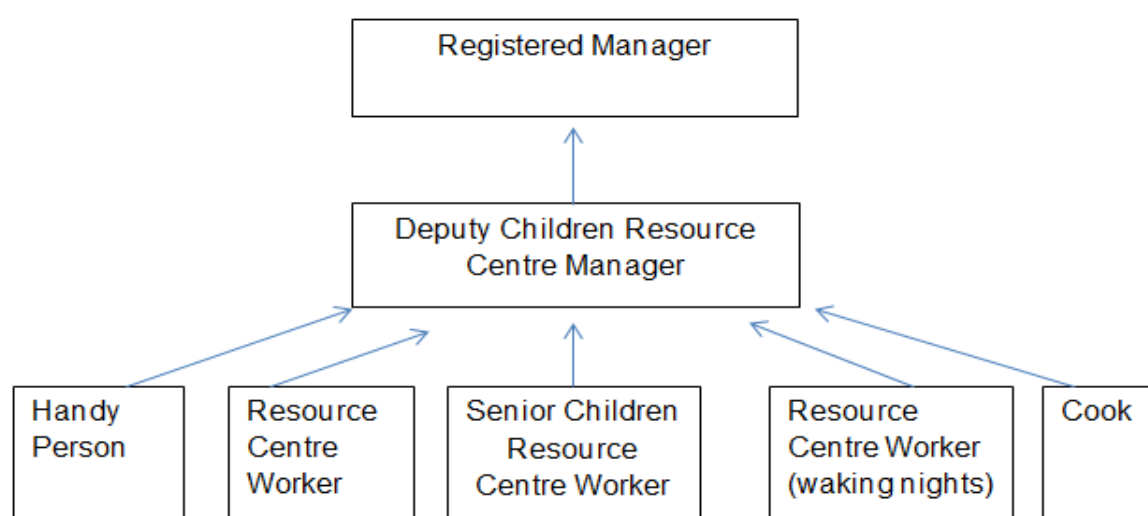 Registered Manager
Deputy Children Resource
Centre Manager
Handy
Person
Resource
Centre
Worker
Senior Children
Resource
Centre Worker
Resource
Centre Worker
(waking nights)
Cook